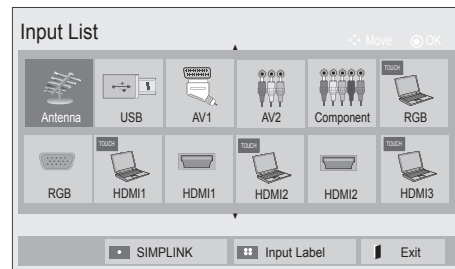 Input List
Move OK
TOUCH
Antenna USB AV1 AV2 Component RGB
TOUCH TOUCH TOUCH
RGB HDMI1 HDMI1 HDMI2 HDMI2 HDMI3
SIMPLINK Input Label Exit